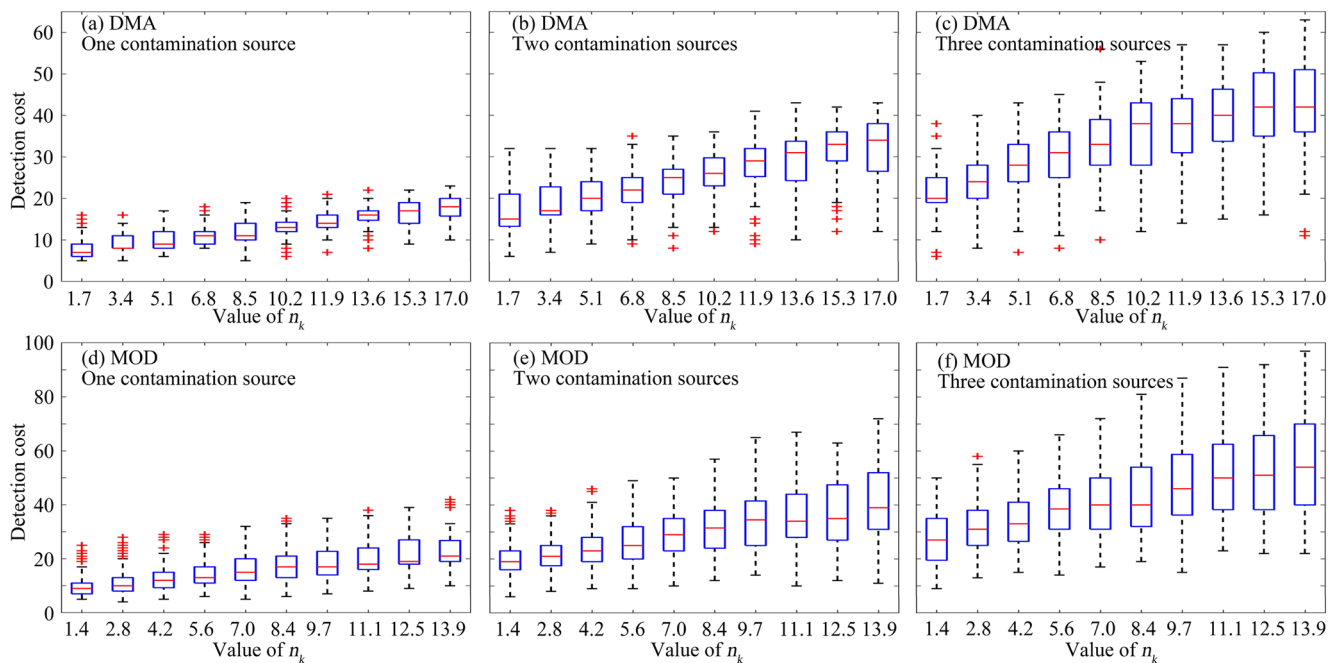 (a) DMA
One contamination source
(b) DMA
Two contamination sources
(c) DMA
Three contamination sources
60
50
40
30
20
10
0
Detection cost
1.7 3.4 5.1 6.8 8.5 10.2 11.9 13.6 15.3 17.0
1.7 3.4 5.1 6.8 8.5 10.2 11.9 13.6 15.3 17.0
1.7 3.4 5.1 6.8 8.5 10.2 11.9 13.6 15.3 17.0
Value of nk
Value of nk
Value of nk
(d) MOD
One contamination source
(e) MOD
Two contamination sources
(f) MOD
Three contamination sources
100
80
60
40
20
0
Detection cost
1.4 2.8 4.2 5.6 7.0 8.4 9.7 11.1 12.5 13.9
1.4 2.8 4.2 5.6 7.0 8.4 9.7 11.1 12.5 13.9
1.4 2.8 4.2 5.6 7.0 8.4 9.7 11.1 12.5 13.9
Value of nk
Value of nk
Value of nk